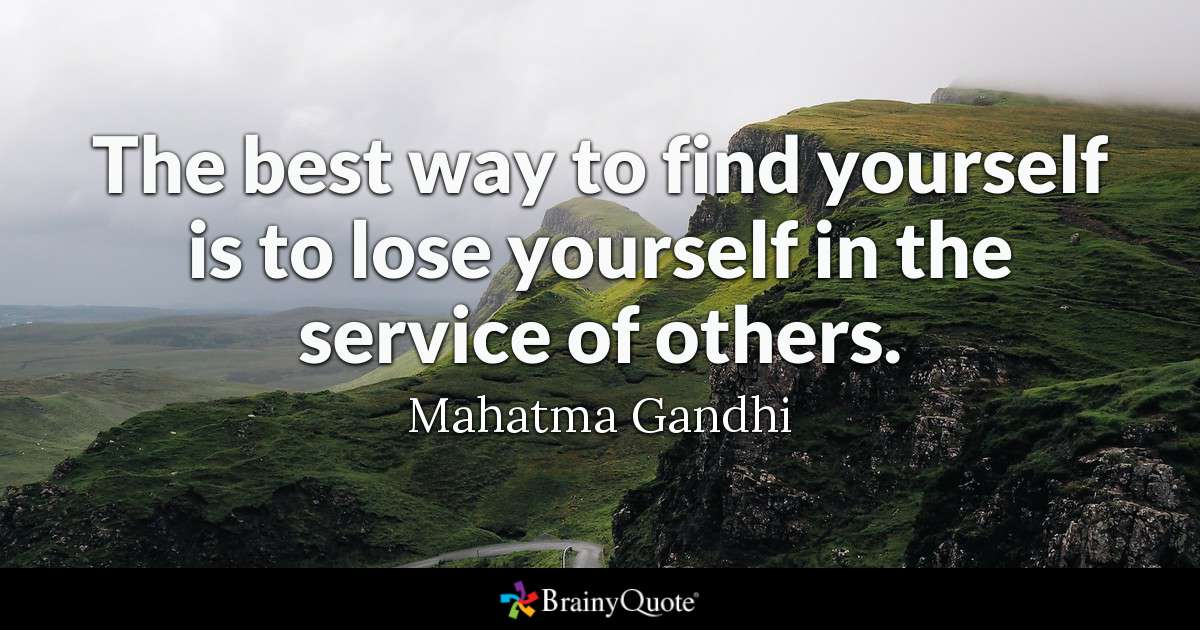 The best way to find yourself
is to lose yourself in the
service of others.
Mahatma Gandhi
BrainyQuote®